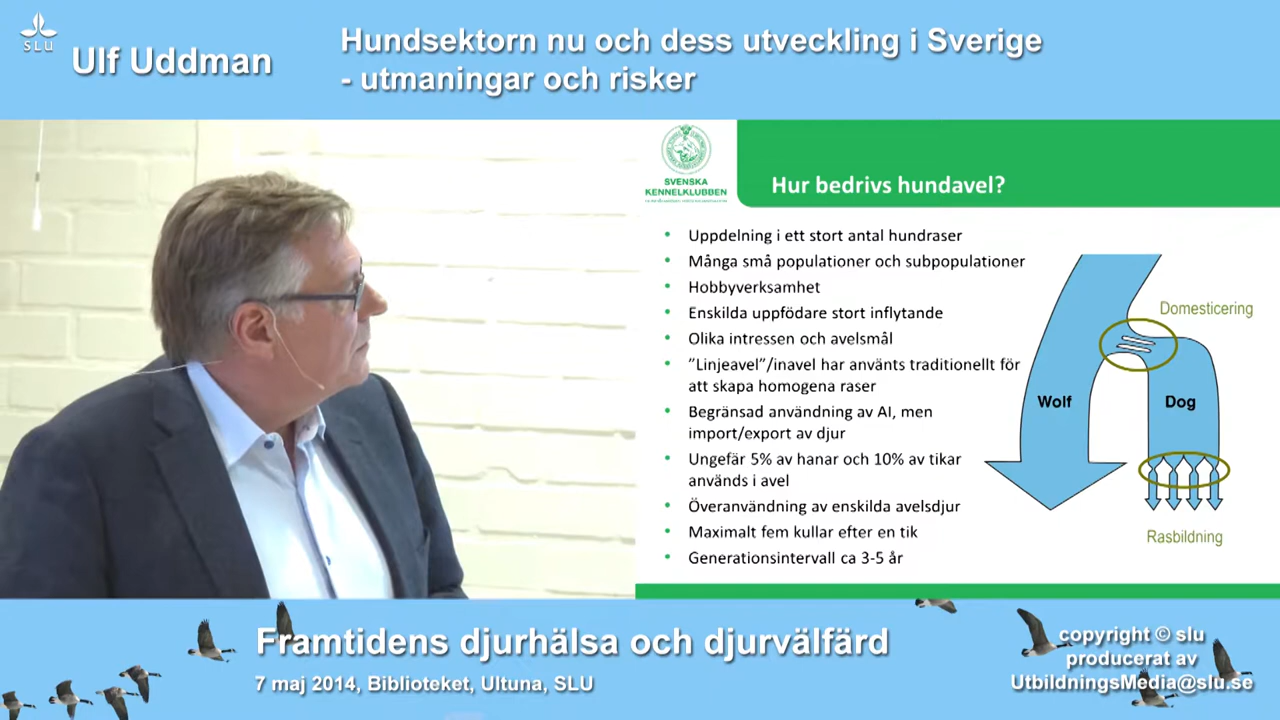 SLU
Ulf Uddman
Hundsektorn nu och dess utveckling i Sverige
- utmaningar och risker
SVENSKA
KENNELKLUBBEN
Hur bedrivs hundavel?
• Uppdelning i ett stort antal hundraser
• Många små populationer och subpopulationer
• Hobbyverksamhet
• Enskilda uppfödare stort inflytande
• Olika intressen och avelsmål
• ”Linjeavel”/inavel har använts traditionellt för
att skapa homogena raser
• Begränsad användning av AI, men
import/export av djur
• Ungefär 5% av hanar och 10% av tikar
används i avel
• Överanvändning av enskilda avelsdjur
• Maximalt fem kullar efter en tik
• Generationsintervall ca 3-5 år
Domesticering
Wolf
Dog
Rasbildning
Framtidens djurhälsa och djurvälfärd
7 maj 2014, Biblioteket, Ultuna, SLU
copyright © slu
producerat av
UtbildningsMedia@slu.se